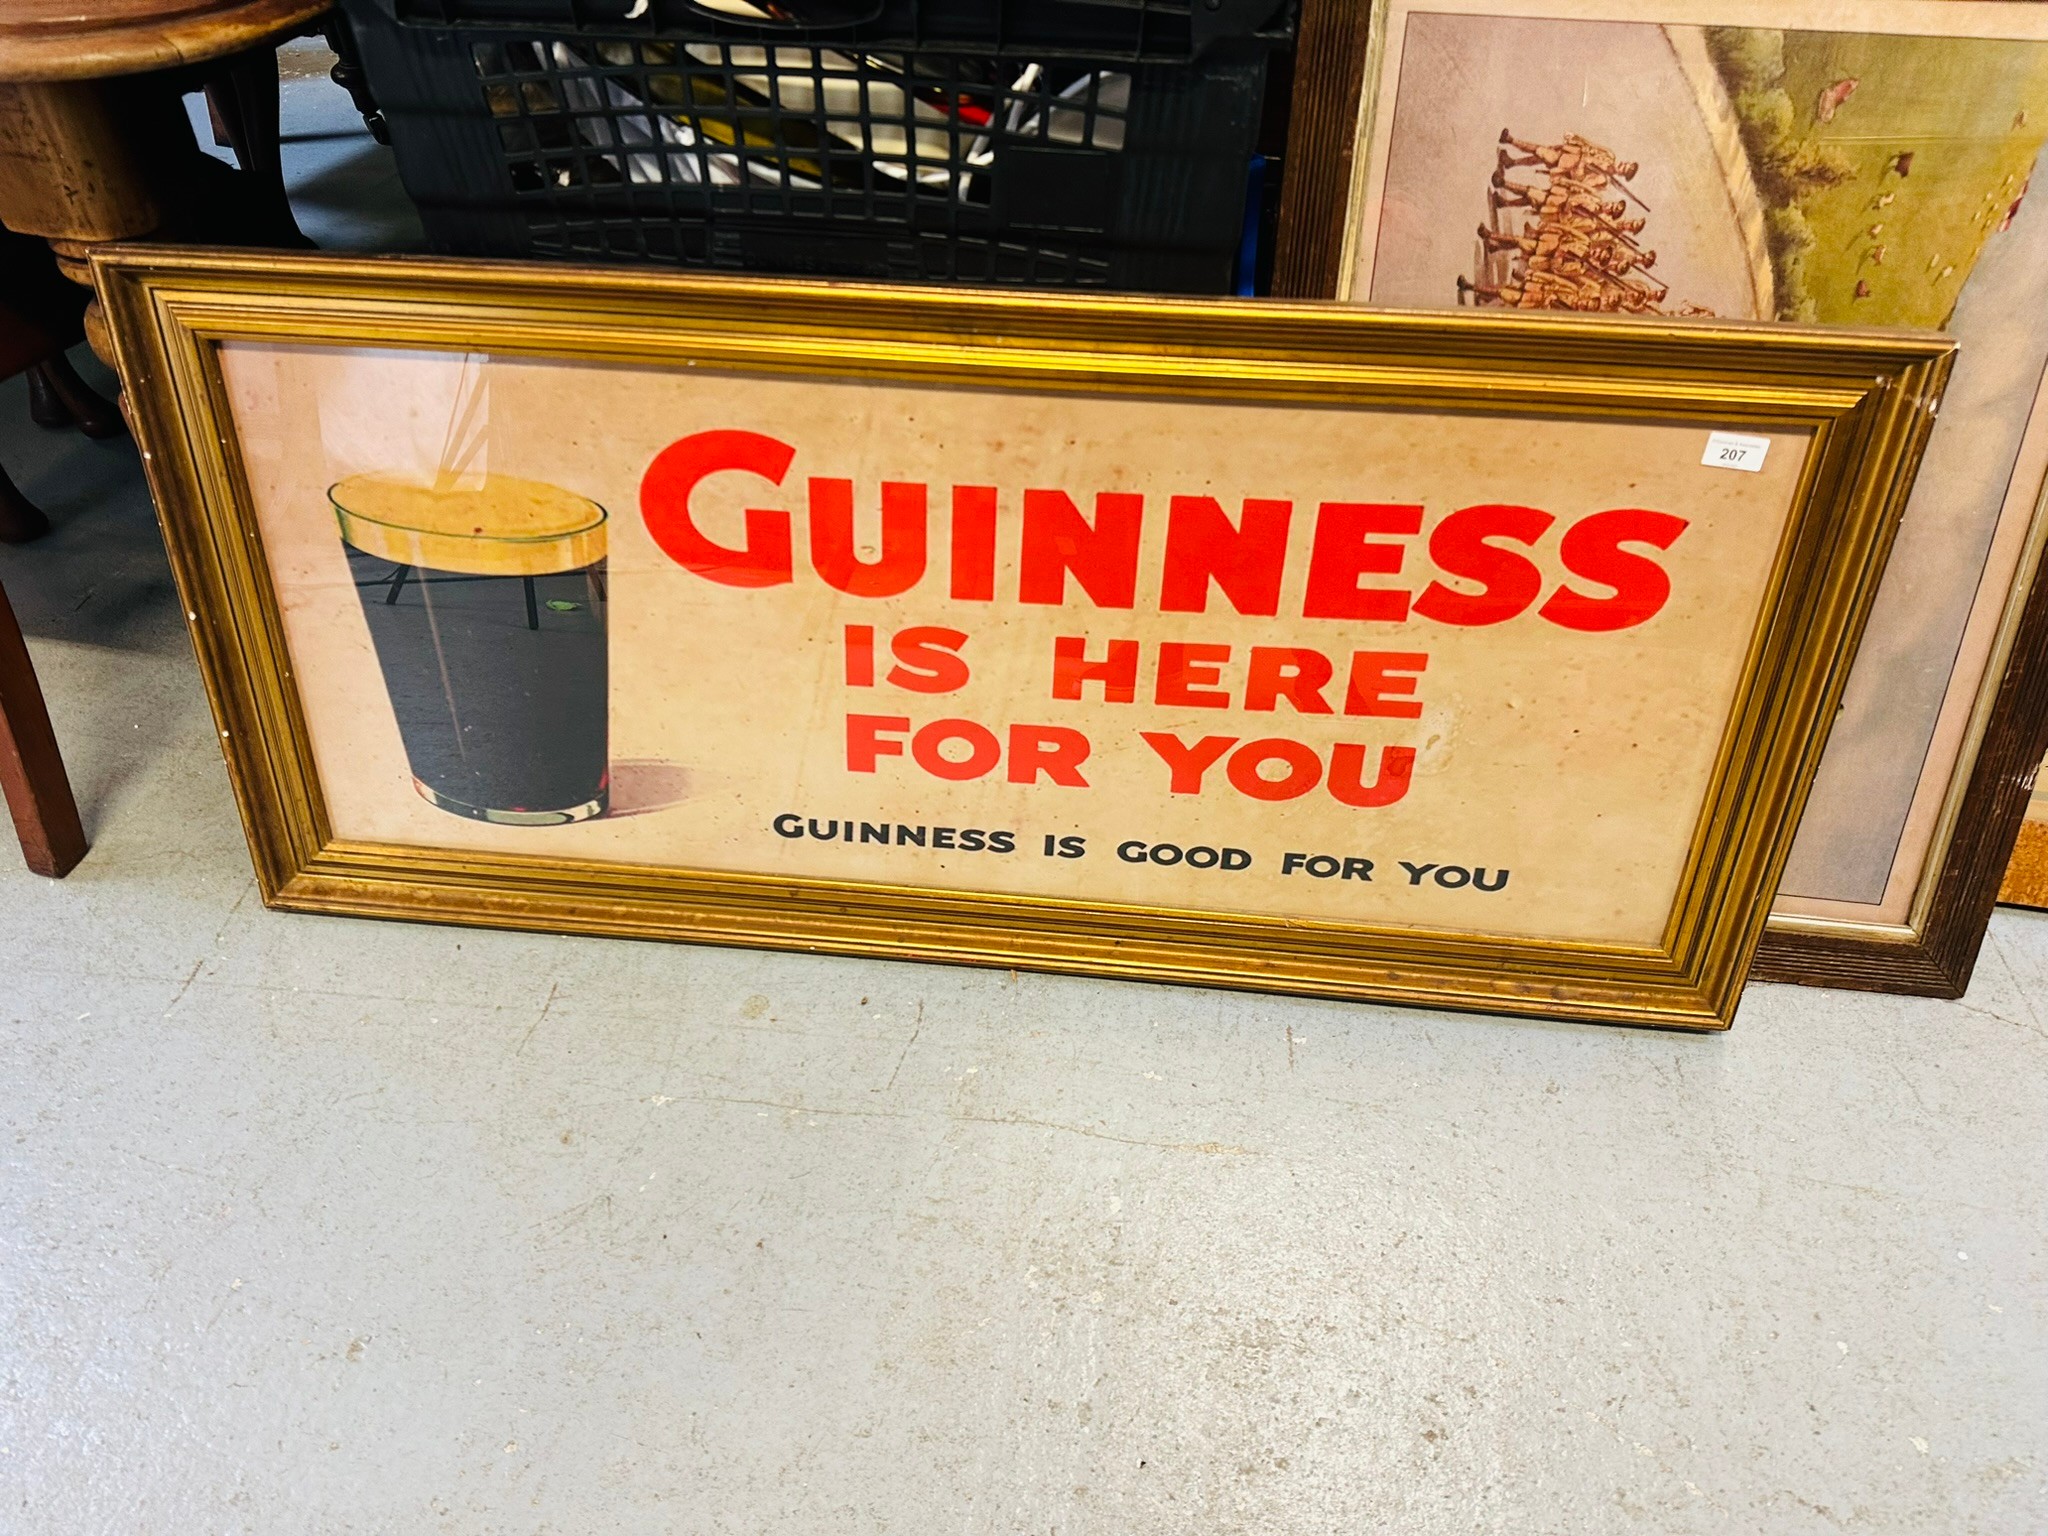 GUINNESS
IS HERE
FOR YOU
GUINNESS IS GOOD FOR YOU
207